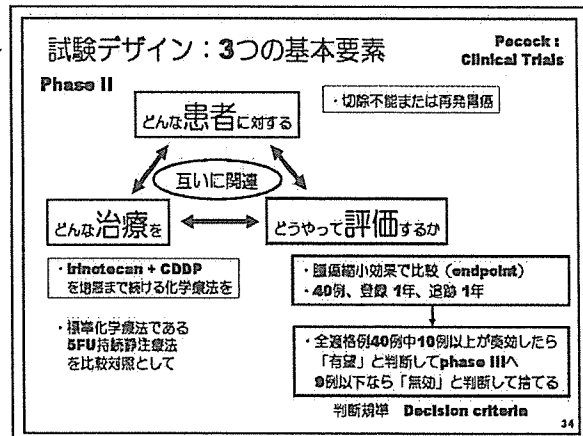 試験デザイン：3つの基本要素
Pocock：
Clinical Trials
Phase II
どんな患者に対する
・切除不能または再発胃癌
互いに関連
どんな治療を
どうやって評価するか
・Irinotecan + CDDP
を増悪まで続ける化学療法を
・標準化学療法である
5FU持続静注療法
を比較対照として
・腫瘍縮小効果で比較（endpoint）
・40例、登録 1年、追跡 1年
・全適格例40例中10例以上が奏効したら
「有望」と判断してphase IIIへ
9例以下なら「無効」と判断して捨てる
判断規準 Decision criteria
34